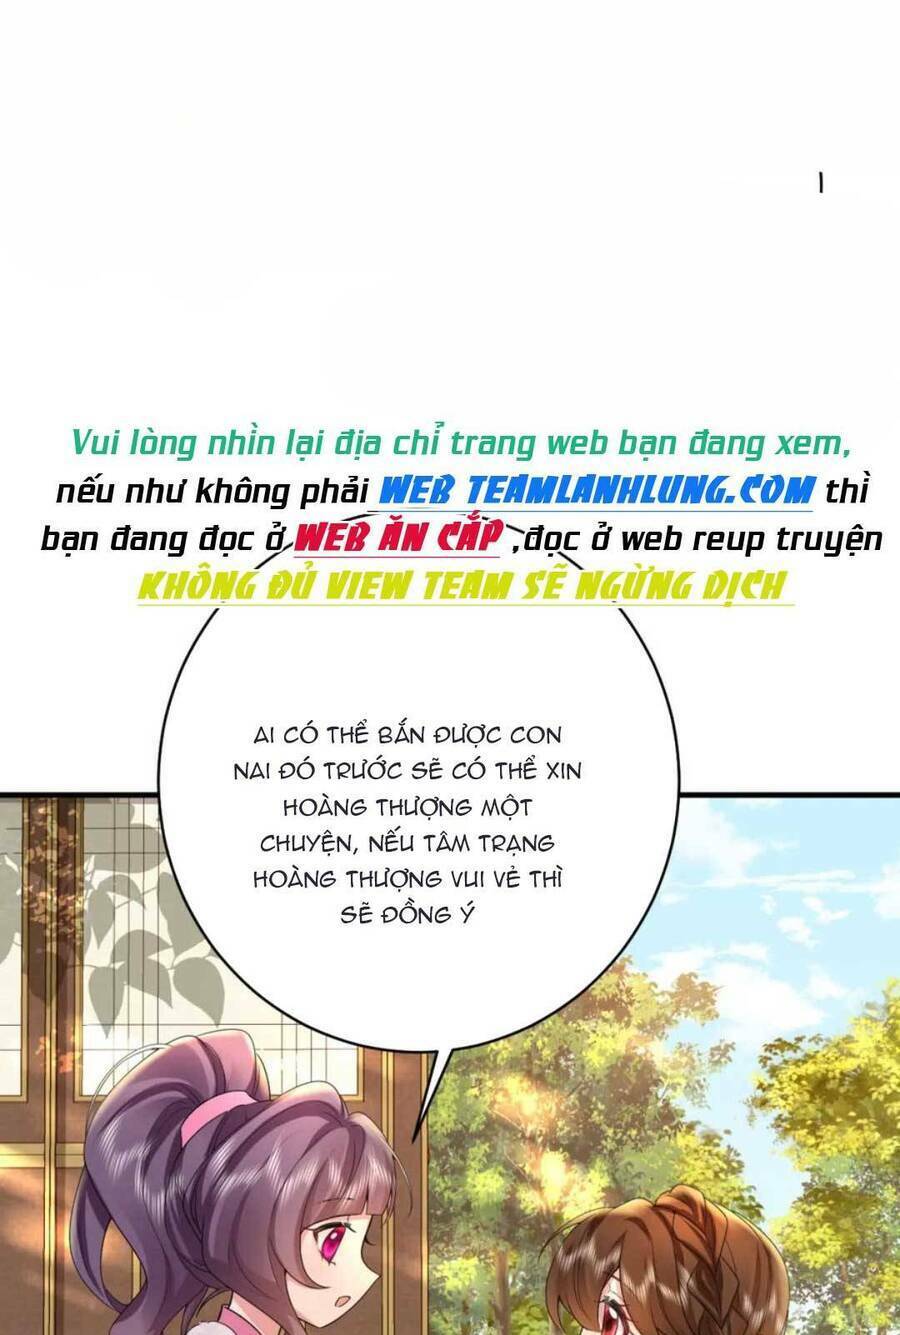 Vui lòng nhìn lại địa chỉ trang web bạn đang xem,
nếu như không phải WEB TEAMLANHLUNG.COM thì
bạn đang đọc ở WEB ĂN CẮP ,đọc ở web reup truyện
KHÔNG ĐỦ VIEW TEAM SẼ NGỪNG DỊCH
AI CÓ THỂ BẮN ĐƯỢC CON
NAI ĐÓ TRƯỚC SẼ CÓ THỂ XIN
HOÀNG THƯỢNG MỘT
CHUYỆN, NẾU TÂM TRẠNG
HOÀNG THƯỢNG VUI VẺ THÌ
SẼ ĐỒNG Ý